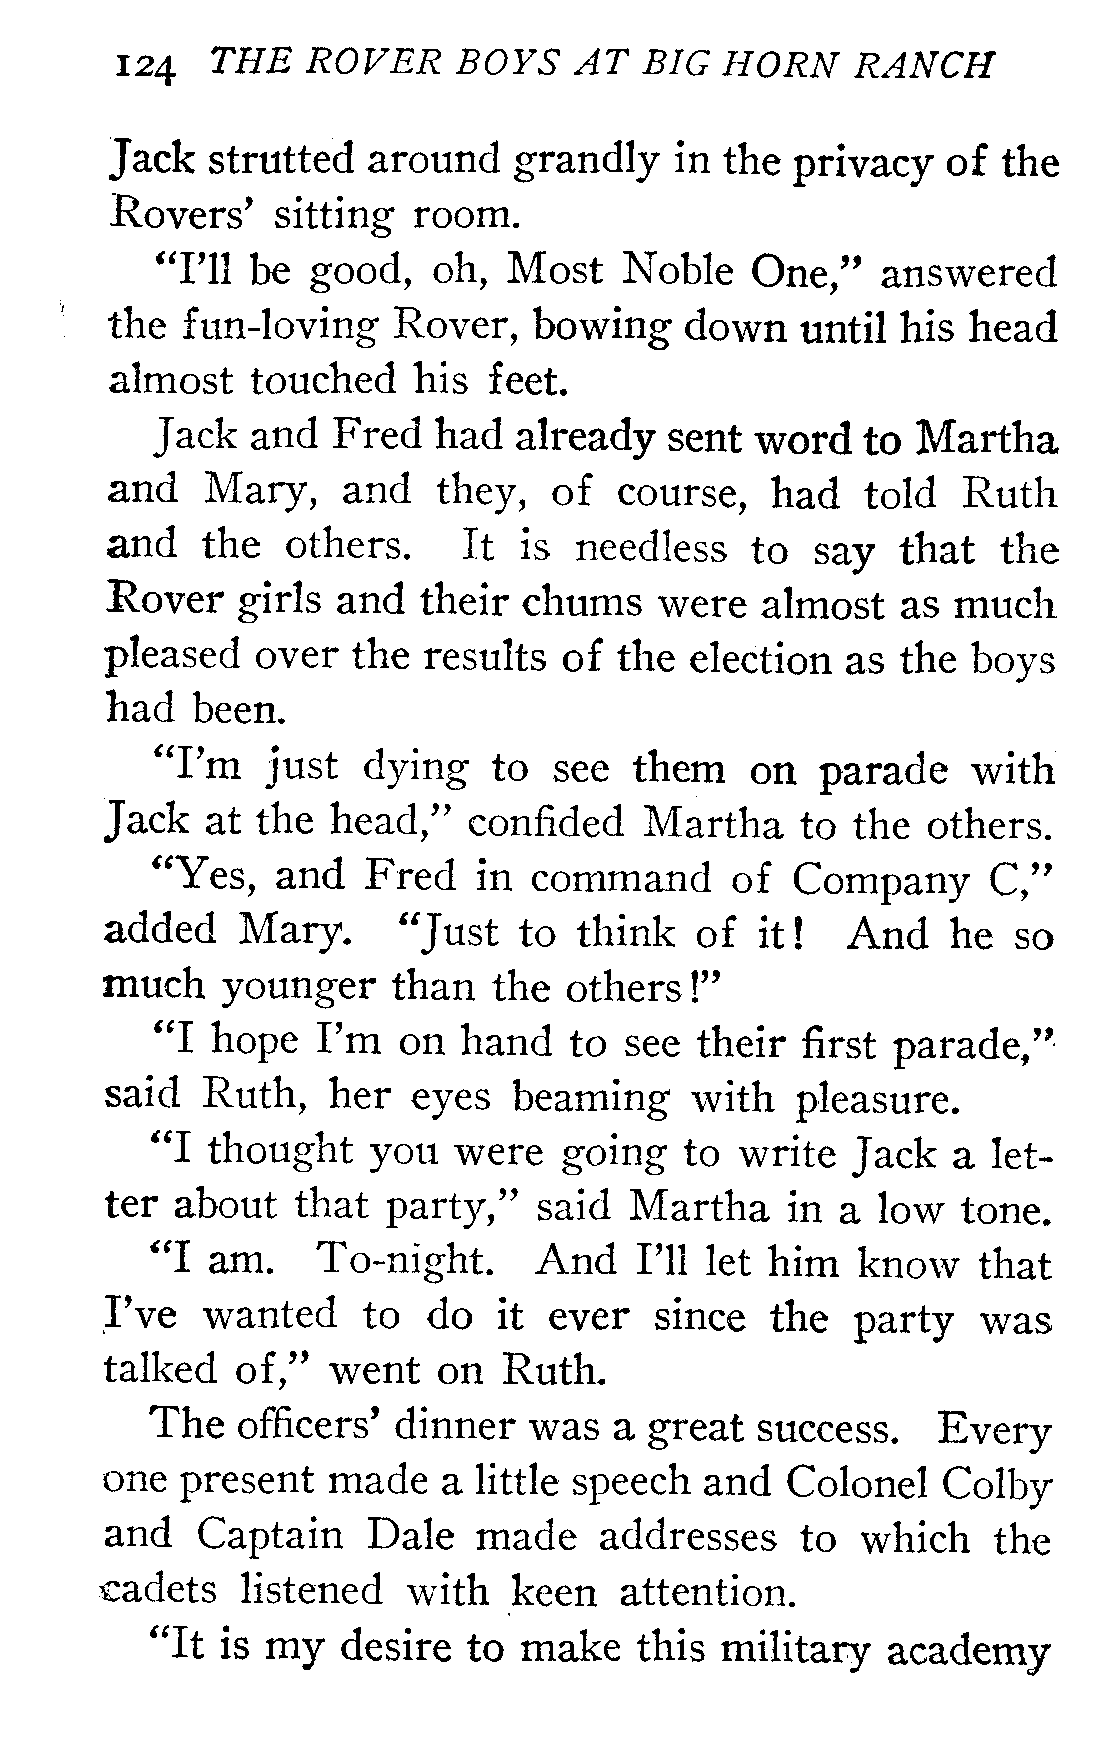 124 THE ROVER BOYS AT BIG HORN RANCH
Jack strutted around grandly in the privacy of the
Rovers' sitting room.
"I'll be good, oh, Most Noble One," answered
the fun-loving Rover, bowing down until his head
almost touched his feet.
Jack and Fred had already sent word to Martha
and Mary, and they, of course, had told Ruth
and the others. It is needless to say that the
Rover girls and their chums were almost as much
pleased over the results of the election as the boys
had been.
"I'm just dying to see them on parade with
Jack at the head," confided Martha to the others.
"Yes, and Fred in command of Company C,"
added Mary. "Just to think of it! And he so
much younger than the others!"
"I hope I'm on hand to see their first parade,"
said Ruth, her eyes beaming with pleasure.
"I thought you were going to write Jack a let-
ter about that party," said Martha in a low tone.
"I am. To-night. And I'll let him know that
I've wanted to do it ever since the party was
talked of," went on Ruth.
The officers' dinner was a great success. Every
one present made a little speech and Colonel Colby
and Captain Dale made addresses to which the
cadets listened with keen attention.
"It is my desire to make this military academy